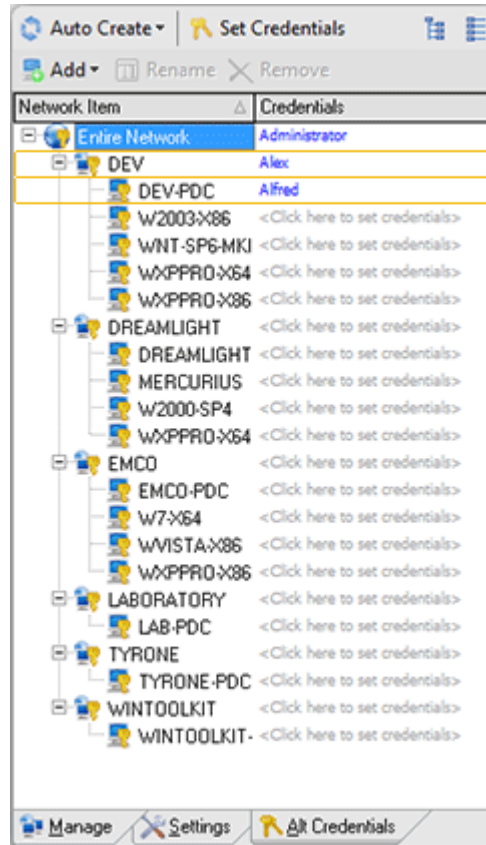 Auto Create Set Credentials
Add Rename Remove
Network Item Credentials
Entire Network Administrator
DEV Alex
DEV-PDC Alfred
W2003-X86 <Click here to set credentials>
WNT-SP6-MKI <Click here to set credentials>
WXPPRO-X64 <Click here to set credentials>
WXPPRO-X86 <Click here to set credentials>
DREAMLIGHT <Click here to set credentials>
DREAMLIGHT <Click here to set credentials>
MERCURIUS <Click here to set credentials>
W2000-SP4 <Click here to set credentials>
WXPPRO-X64 <Click here to set credentials>
EMCO <Click here to set credentials>
EMCO-PDC <Click here to set credentials>
W7-X64 <Click here to set credentials>
WVISTA-X86 <Click here to set credentials>
WXPPRO-X86 <Click here to set credentials>
LABORATORY <Click here to set credentials>
LAB-PDC <Click here to set credentials>
TYRONE <Click here to set credentials>
TYRONE-PDC <Click here to set credentials>
WINTOOLKIT <Click here to set credentials>
WINTOOLKIT- <Click here to set credentials>
Manage Settings Alt Credentials